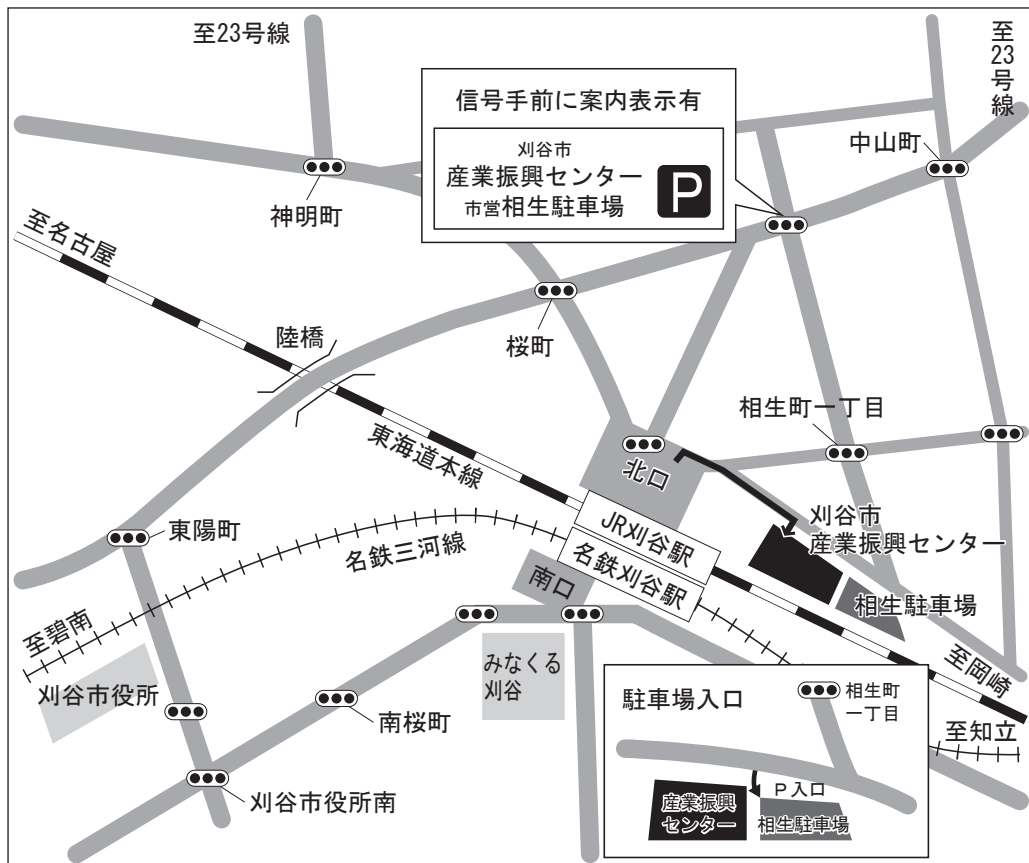 至23号線
至23号線
信号手前に案内表示有
刈谷市
産業振興センター
市営相生駐車場
P
中山町
神明町
至名古屋
桜町
陸橋
相生町一丁目
東海道本線
北口
刈谷市
産業振興センター
JR刈谷駅
東陽町
名鉄三河線
名鉄刈谷駅
南口
相生駐車場
至碧南
みなくる
刈谷
至岡崎
刈谷市役所
南桜町
至知立
刈谷市役所南
駐車場入口
相生町
一丁目
P入口
産業振興
センター
相生駐車場